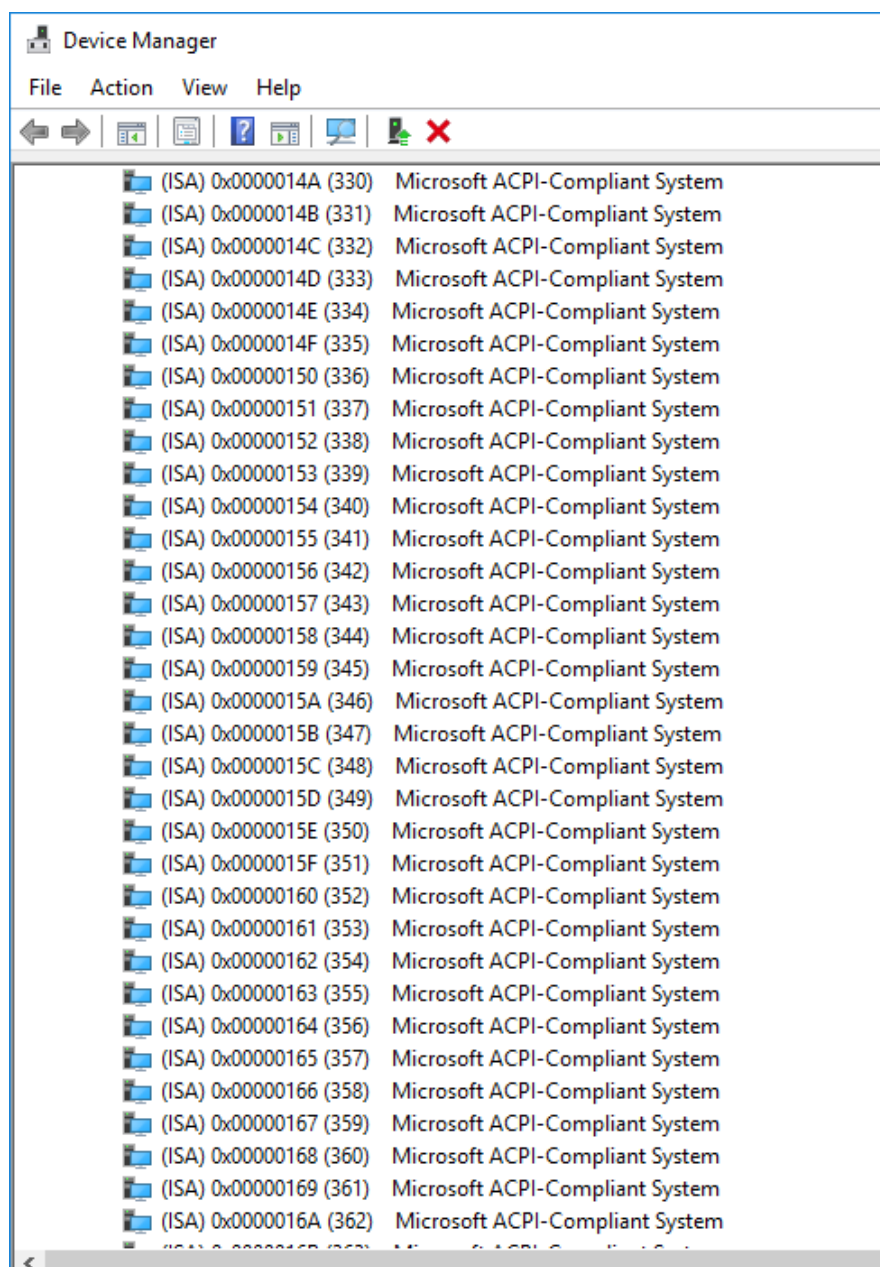 Device Manager
File Action View Help
(ISA) 0x0000014A (330) Microsoft ACPI-Compliant System
(ISA) 0x0000014B (331) Microsoft ACPI-Compliant System
(ISA) 0x0000014C (332) Microsoft ACPI-Compliant System
(ISA) 0x0000014D (333) Microsoft ACPI-Compliant System
(ISA) 0x0000014E (334) Microsoft ACPI-Compliant System
(ISA) 0x0000014F (335) Microsoft ACPI-Compliant System
(ISA) 0x00000150 (336) Microsoft ACPI-Compliant System
(ISA) 0x00000151 (337) Microsoft ACPI-Compliant System
(ISA) 0x00000152 (338) Microsoft ACPI-Compliant System
(ISA) 0x00000153 (339) Microsoft ACPI-Compliant System
(ISA) 0x00000154 (340) Microsoft ACPI-Compliant System
(ISA) 0x00000155 (341) Microsoft ACPI-Compliant System
(ISA) 0x00000156 (342) Microsoft ACPI-Compliant System
(ISA) 0x00000157 (343) Microsoft ACPI-Compliant System
(ISA) 0x00000158 (344) Microsoft ACPI-Compliant System
(ISA) 0x00000159 (345) Microsoft ACPI-Compliant System
(ISA) 0x0000015A (346) Microsoft ACPI-Compliant System
(ISA) 0x0000015B (347) Microsoft ACPI-Compliant System
(ISA) 0x0000015C (348) Microsoft ACPI-Compliant System
(ISA) 0x0000015D (349) Microsoft ACPI-Compliant System
(ISA) 0x0000015E (350) Microsoft ACPI-Compliant System
(ISA) 0x0000015F (351) Microsoft ACPI-Compliant System
(ISA) 0x00000160 (352) Microsoft ACPI-Compliant System
(ISA) 0x00000161 (353) Microsoft ACPI-Compliant System
(ISA) 0x00000162 (354) Microsoft ACPI-Compliant System
(ISA) 0x00000163 (355) Microsoft ACPI-Compliant System
(ISA) 0x00000164 (356) Microsoft ACPI-Compliant System
(ISA) 0x00000165 (357) Microsoft ACPI-Compliant System
(ISA) 0x00000166 (358) Microsoft ACPI-Compliant System
(ISA) 0x00000167 (359) Microsoft ACPI-Compliant System
(ISA) 0x00000168 (360) Microsoft ACPI-Compliant System
(ISA) 0x00000169 (361) Microsoft ACPI-Compliant System
(ISA) 0x0000016A (362) Microsoft ACPI-Compliant System